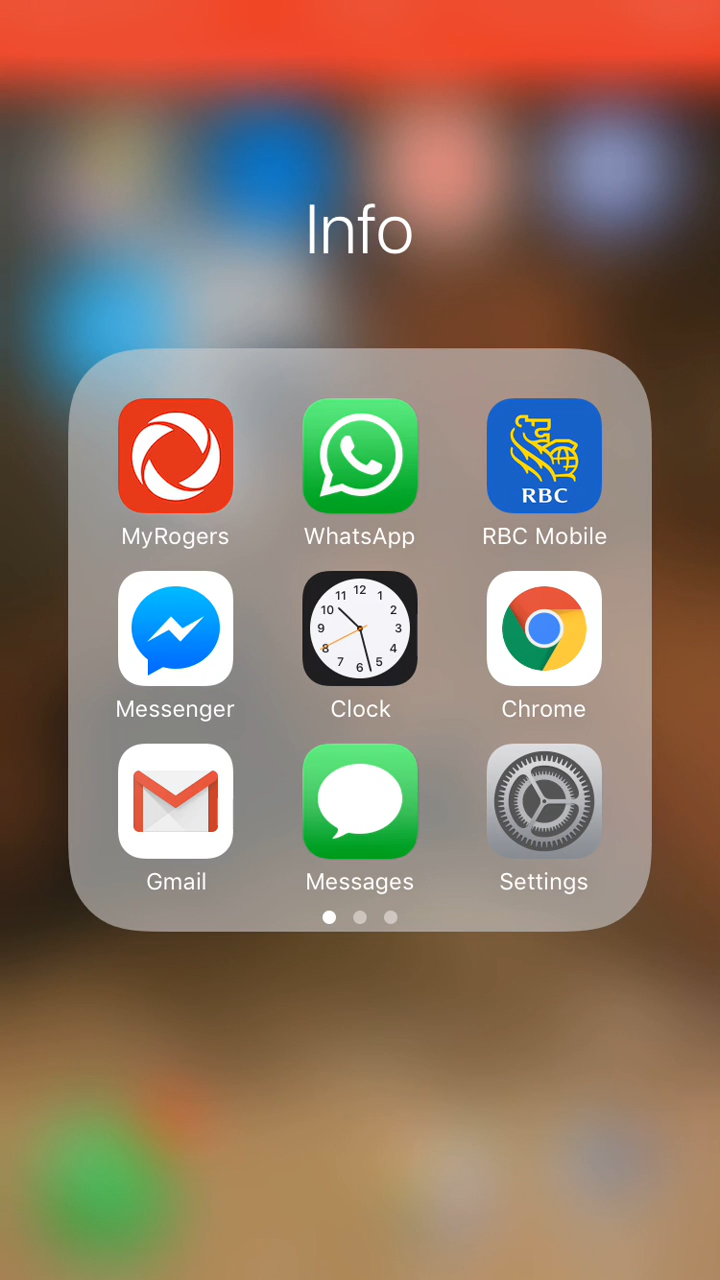 Info
RBC
MyRogers WhatsApp RBC Mobile
12
11 1
10 2
9 3
8 4
7 5
6
Messenger Clock Chrome
Gmail Messages Settings